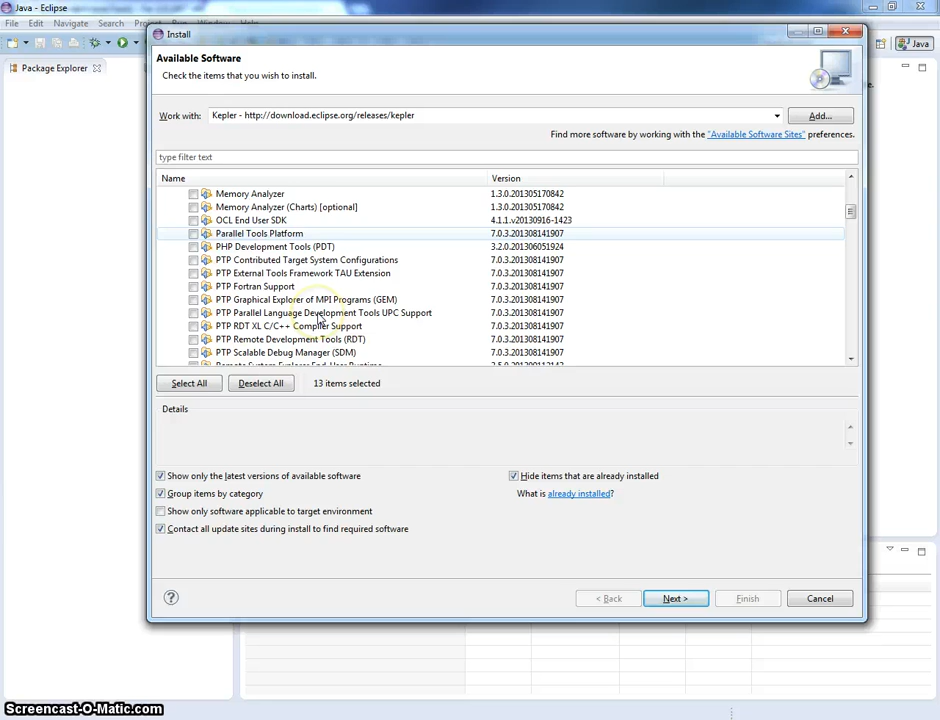 Java - Eclipse
File Edit Navigate Search Project Run Window Help
Package Explorer
Java
Install
Available Software
Check the items that you wish to install.
Work with: Kepler - http://download.eclipse.org/releases/kepler Add...
Find more software by working with the "Available Software Sites" preferences.
type filter text
Name Version
Memory Analyzer 1.3.0.201305170842
Memory Analyzer (Charts) [optional] 1.3.0.201305170842
OCL End User SDK 4.1.1.v20130916-1423
Parallel Tools Platform 7.0.3.201308141907
PHP Development Tools (PDT) 3.2.0.201306051924
PTP Contributed Target System Configurations 7.0.3.201308141907
PTP External Tools Framework TAU Extension 7.0.3.201308141907
PTP Fortran Support 7.0.3.201308141907
PTP Graphical Explorer of MPI Programs (GEM) 7.0.3.201308141907
PTP Parallel Language Development Tools UPC Support 7.0.3.201308141907
PTP RDT XL C/C++ Compiler Support 7.0.3.201308141907
PTP Remote Development Tools (RDT) 7.0.3.201308141907
PTP Scalable Debug Manager (SDM) 7.0.3.201308141907
Remote System Explorer End-User Runtime
Select All Deselect All 13 items selected
Details
Show only the latest versions of available software Hide items that are already installed
Group items by category What is already installed?
Show only software applicable to target environment
Contact all update sites during install to find required software
< Back Next > Finish Cancel
Screencast-O-Matic.com